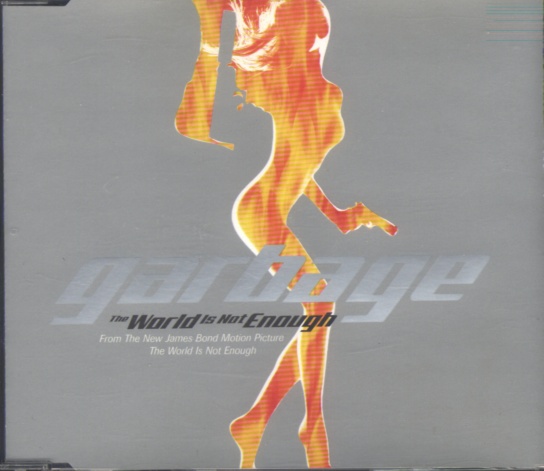 garbage
The World Is Not Enough
From The New James Bond Motion Picture
The World Is Not Enough